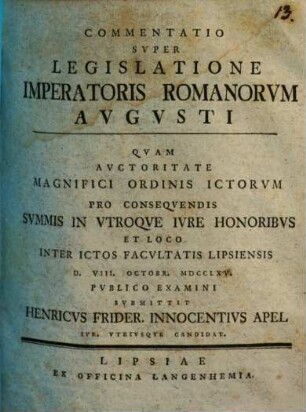 13.
COMMENTATIO
SVPER
LEGISLATIONE
IMPERATORIS ROMANORVM
AVGVSTI
QVAM
AVCTORITATE
MAGNIFICI ORDINIS ICTORVM
PRO CONSEQVENDIS
SVMMIS IN VTROQVE IVRE HONORIBVS
ET LOCO
INTER ICTOS FACVLTATIS LIPSIENSIS
D. VIII. OCTOBR. MDCCLXV.
PVBLICO EXAMINI
SVBMITTIT
HENRICVS FRIDER. INNOCENTIVS APEL
IVR. VTRIVSQVE CANDIDAT.
LIPSIAE
EX OFFICINA LANGENHEMIA.